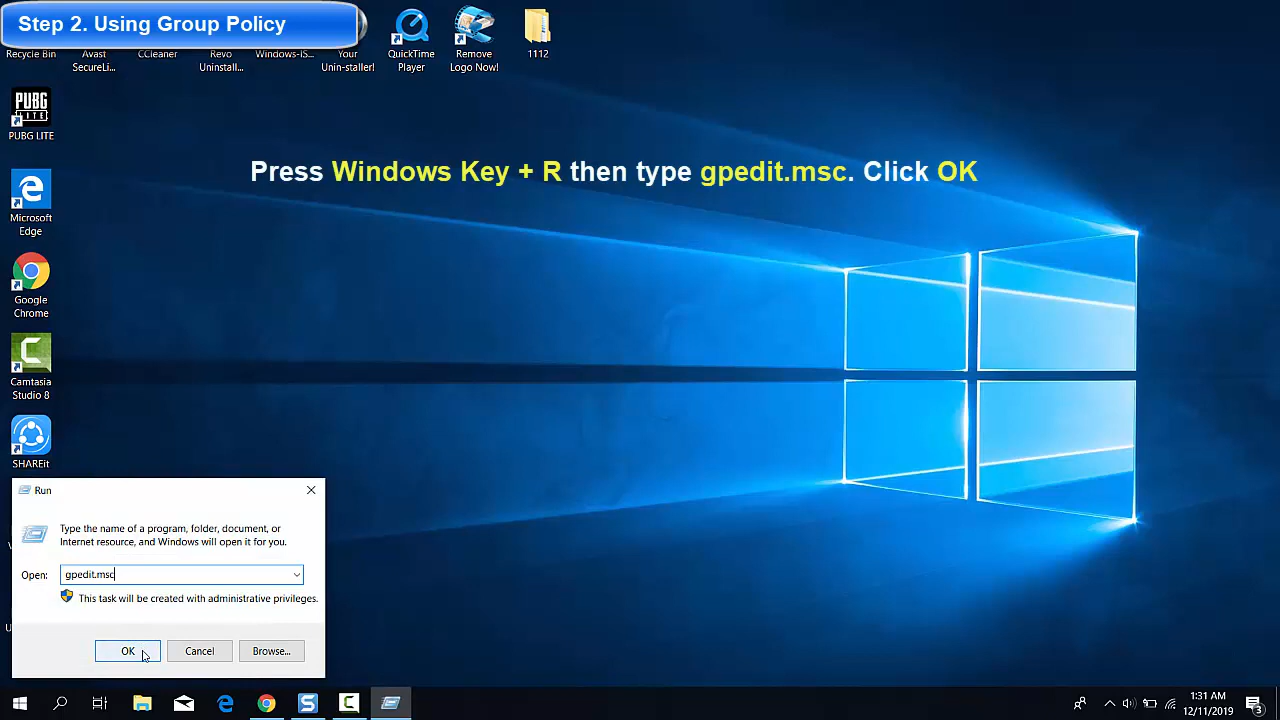 Step 2. Using Group Policy
Recycle Bin
Avast SecureLi...
CCleaner
Revo Uninstall...
Windows-iS...
Your Unin-staller!
QuickTime Player
Remove Logo Now!
1112
PUBG LITE
PUBG LITE
Press Windows Key + R then type gpedit.msc. Click OK
Microsoft Edge
Google Chrome
Camtasia Studio 8
SHAREit
Run
Type the name of a program, folder, document, or
Internet resource, and Windows will open it for you.
Open: gpedit.msc
This task will be created with administrative privileges.
OK Cancel Browse...
1:31 AM
12/11/2019
3